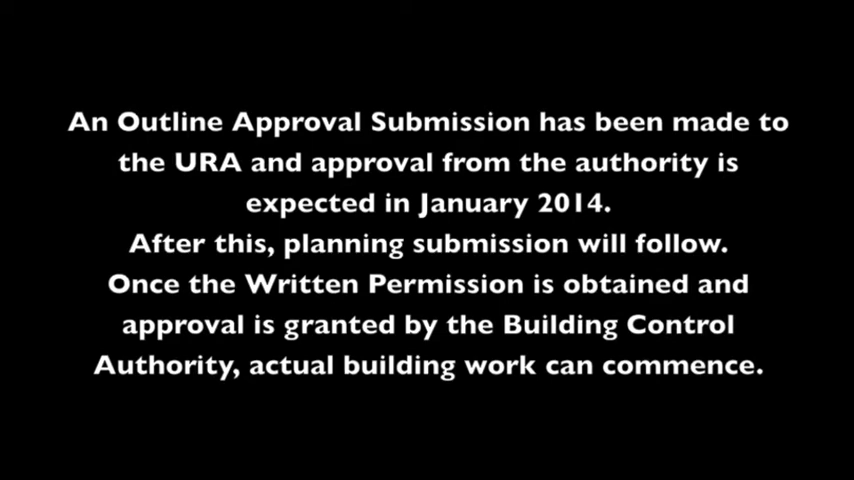 An Outline Approval Submission has been made to
the URA and approval from the authority is
expected in January 2014.
After this, planning submission will follow.
Once the Written Permission is obtained and
approval is granted by the Building Control
Authority, actual building work can commence.